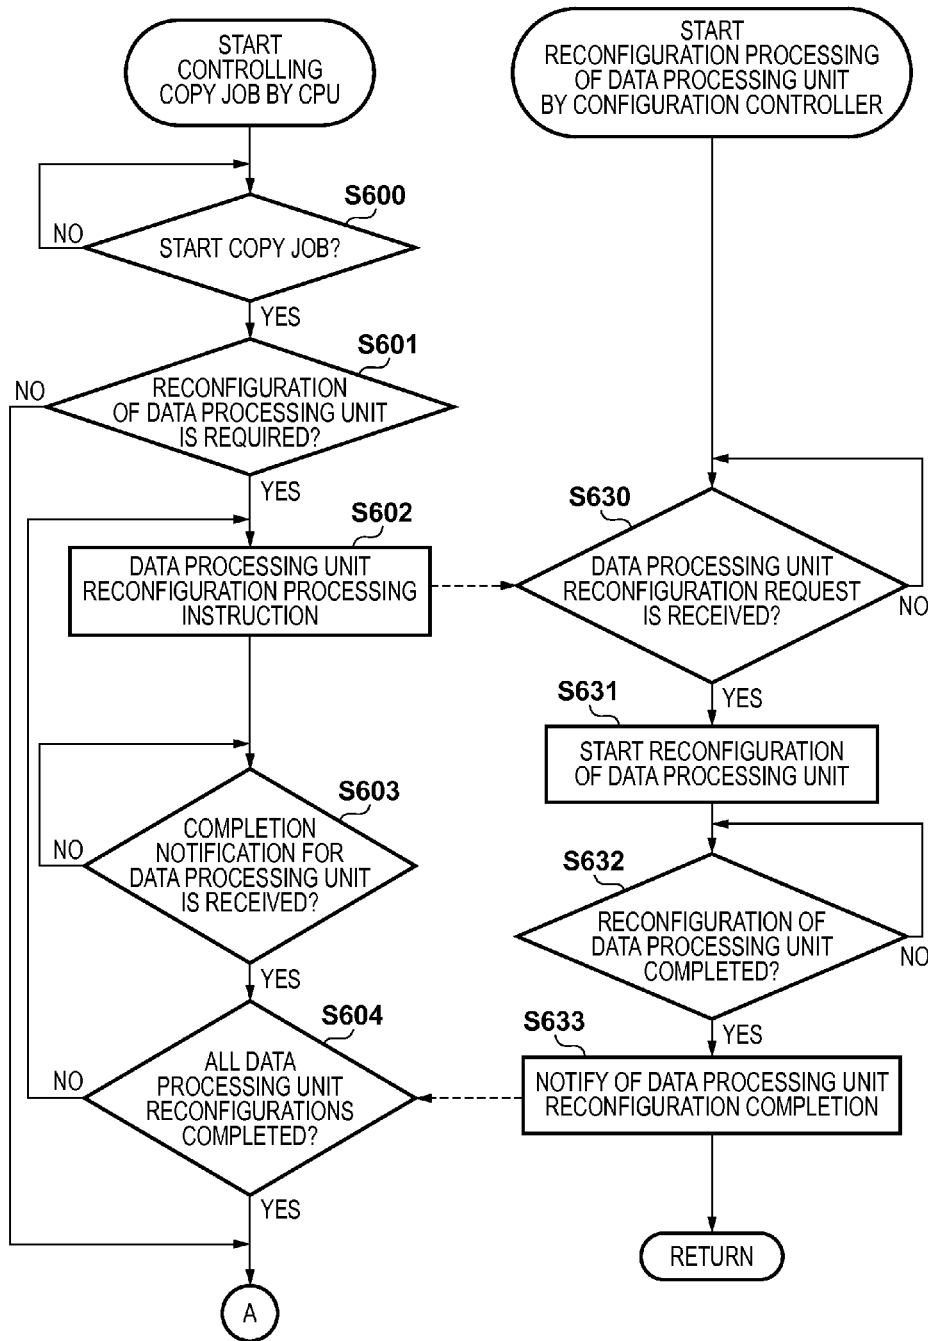 START
CONTROLLING
COPY JOB BY CPU
S600
START COPY JOB?
NO
YES
S601
RECONFIGURATION
OF DATA PROCESSING UNIT
IS REQUIRED?
NO
YES
S602
DATA PROCESSING UNIT
RECONFIGURATION PROCESSING
INSTRUCTION
S603
COMPLETION
NOTIFICATION FOR
DATA PROCESSING UNIT
IS RECEIVED?
NO
YES
S604
ALL DATA
PROCESSING UNIT
RECONFIGURATIONS
COMPLETED?
NO
YES
A
START
RECONFIGURATION PROCESSING
OF DATA PROCESSING UNIT
BY CONFIGURATION CONTROLLER
S630
DATA PROCESSING UNIT
RECONFIGURATION REQUEST
IS RECEIVED?
NO
YES
S631
START RECONFIGURATION
OF DATA PROCESSING UNIT
S632
RECONFIGURATION OF
DATA PROCESSING UNIT
COMPLETED?
NO
YES
S633
NOTIFY OF DATA PROCESSING UNIT
RECONFIGURATION COMPLETION
RETURN